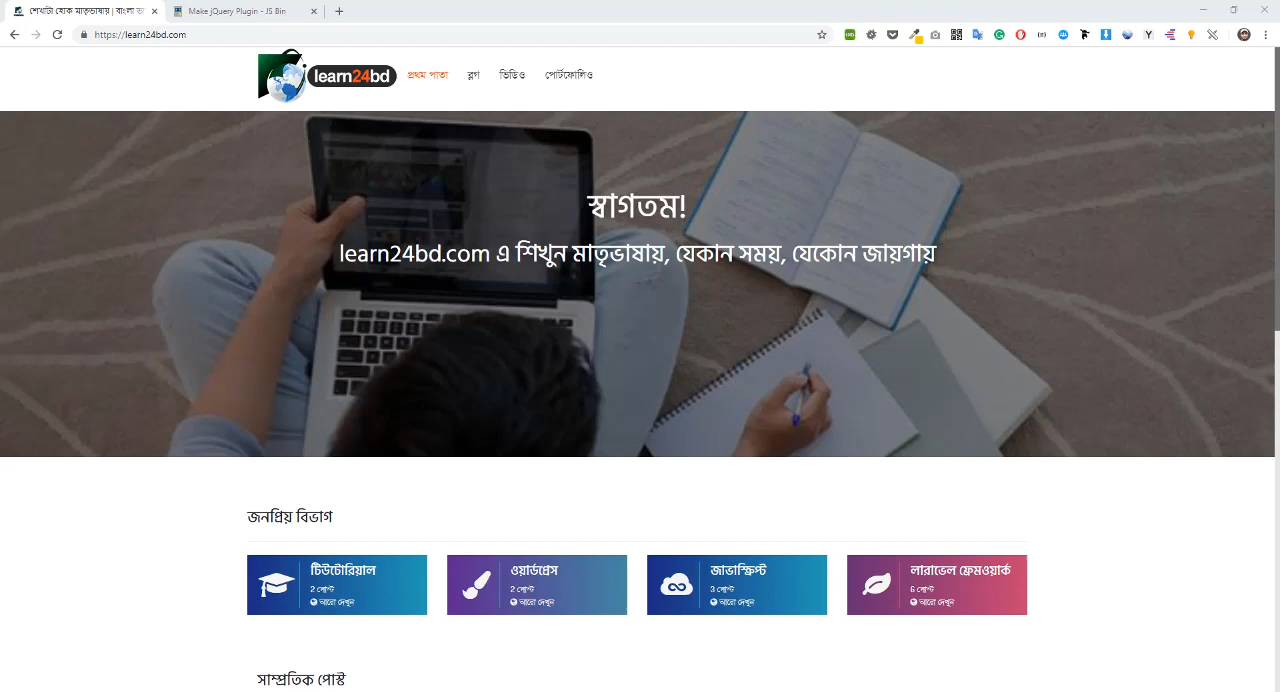 শেখাটা হোক মাতৃভাষায় | বাংলা ভা
Make jQuery Plugin - JS Bin
https://learn24bd.com
learn24bd
প্রথম পাতা
ব্লগ
ভিডিও
পোর্টফোলিও
স্বাগতম!
learn24bd.com এ শিখুন মাতৃভাষায়, যেকান সময়, যেকোন জায়গায়
জনপ্রিয় বিভাগ
টিউটোরিয়াল
2 পোস্ট
আরো দেখুন
ওয়ার্ডপ্রেস
2 পোস্ট
আরো দেখুন
জাভাস্ক্রিপ্ট
3 পোস্ট
আরো দেখুন
লারাভেল ফ্রেমওয়ার্ক
6 পোস্ট
আরো দেখুন
সাম্প্রতিক পোস্ট